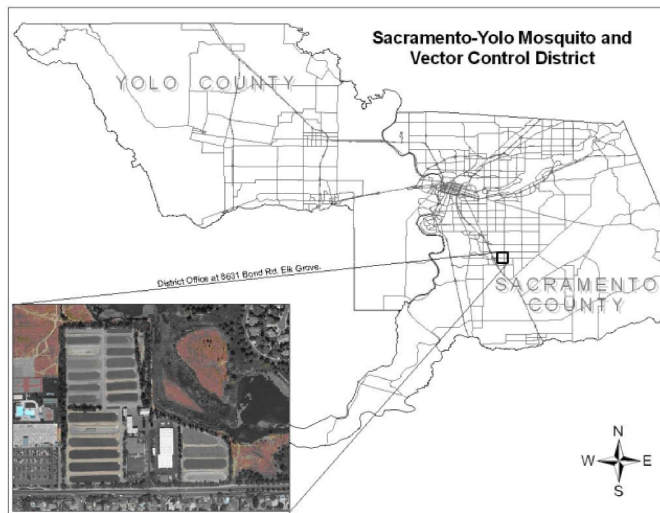 Sacramento-Yolo Mosquito and
Vector Control District
YOLO COUNTY
District Office at 8631 Bond Rd. Elk Grove.
SACRAMENTO
COUNTY
N
W E
S